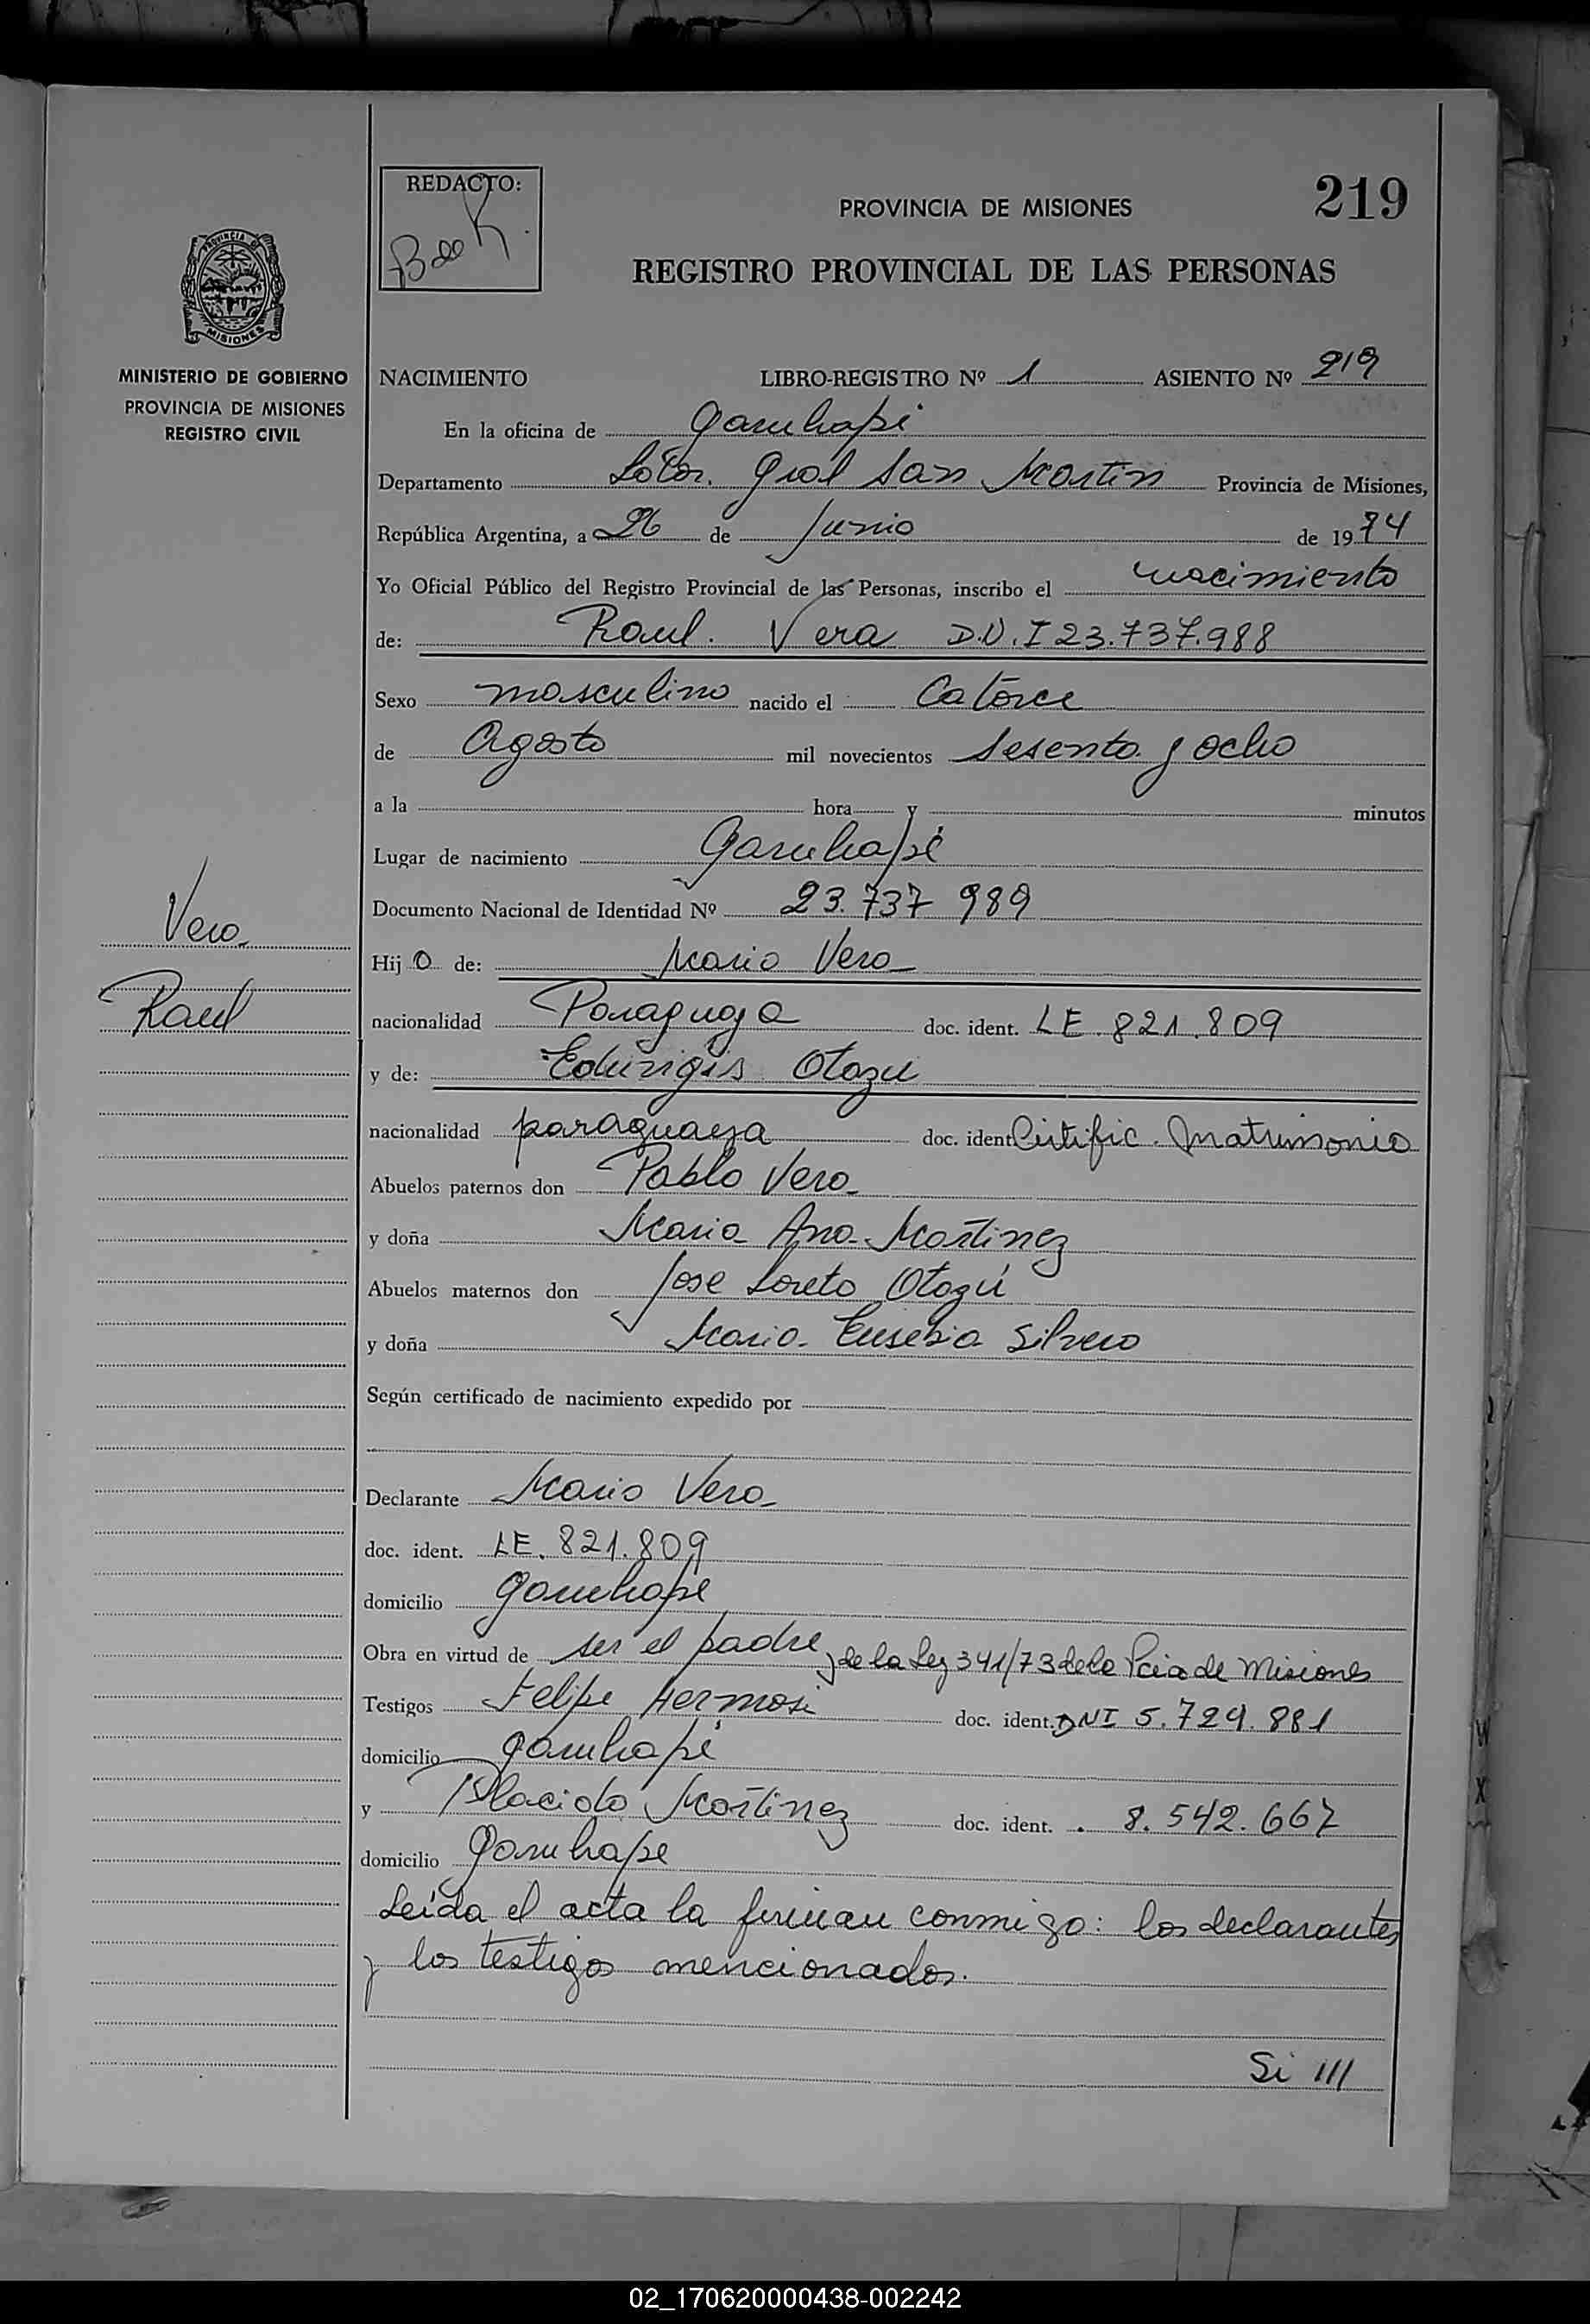 REDACTO:
219
PROVINCIA DE MISIONES
REGISTRO PROVINCIAL DE LAS PERSONAS
PROVINCIA DE
MISIONES
MINISTERIO DE GOBIERNO
PROVINCIA DE MISIONES
REGISTRO CIVIL
NACIMIENTO LIBRO-REGISTRO Nº 1 ASIENTO Nº 219
En la oficina de Garuhapé
Departamento Lbtor. Gral San Martin Provincia de Misiones,
República Argentina, a 26 de Junio de 1974
Yo Oficial Público del Registro Provincial de las Personas, inscribo el nacimiento
de: Raul. Vera D.N.I 23.737.988
Sexo masculino nacido el Catorce
de Agosto mil novecientos Sesenta y ocho
a la hora y minutos
Lugar de nacimiento Garuhapé
Documento Nacional de Identidad Nº 23.737 989
Vera
Hij o de: Mario Vera
Raul
nacionalidad Paraguaya doc. ident. LE. 821.809
y de: Eduvigis Otazu
nacionalidad paraguaya doc. ident. Certific. Matrimonio
Abuelos paternos don Pablo Vera
y doña Maria Ana Martinez
Abuelos maternos don Jose Loreto Otazú
y doña Maria Eusebia Silvero
Según certificado de nacimiento expedido por
Declarante Mario Vera
doc. ident. LE. 821.809
domicilio Garuhape
Obra en virtud de ser el padre, y de la Ley 341/73 de la Pcia de Misiones
Testigos Felipe Hermosi doc. ident. DNI 5.729.881
domicilio Garuhapé
y Placido Martinez doc. ident. . 8.542.667
domicilio Garuhape
Leída el acta la firman conmigo: los declarantes
y los testigos mencionados.
Si III
02_170620000438-002242